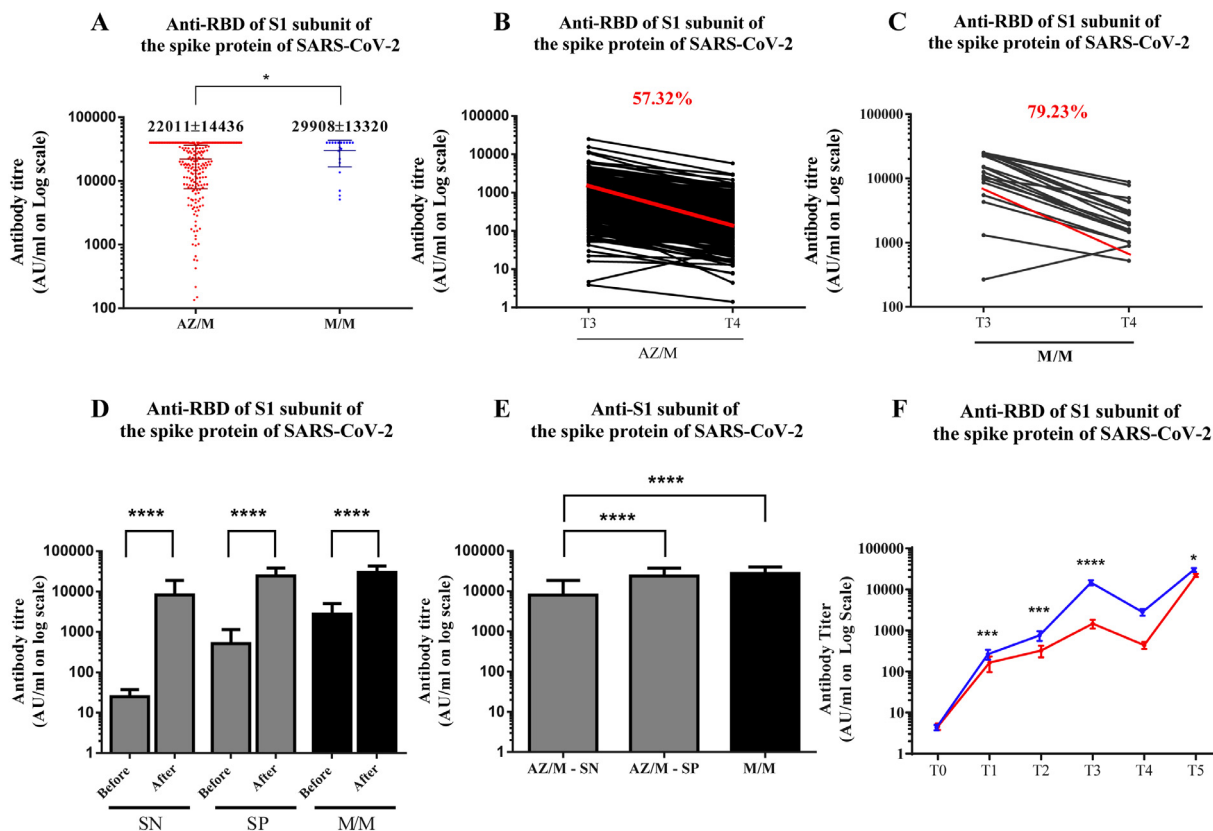 A
Anti-RBD of S1 subunit of
the spike protein of SARS-CoV-2
*
22011±14436
29908±13320
Antibody titre
(AU/ml on Log scale)
100000
10000
1000
100
AZ/M
M/M
B
Anti-RBD of S1 subunit of
the spike protein of SARS-CoV-2
57.32%
Antibody titre
(AU/ml on Log scale)
100000
10000
1000
100
10
1
T3
T4
AZ/M
C
Anti-RBD of S1 subunit of
the spike protein of SARS-CoV-2
79.23%
Antibody titre
(AU/ml on Log scale)
100000
10000
1000
100
T3
T4
M/M
D
Anti-RBD of S1 subunit of
the spike protein of SARS-CoV-2
****
****
****
Antibody titre
(AU/ml on log scale)
100000
10000
1000
100
10
1
Before
After
Before
After
Before
After
SN
SP
M/M
E
Anti-S1 subunit of
the spike protein of SARS-CoV-2
****
****
Antibody titre
(AU/ml on log scale)
100000
10000
1000
100
10
1
AZ/M - SN
AZ/M - SP
M/M
F
Anti-RBD of S1 subunit of
the spike protein of SARS-CoV-2
***
***
****
*
Antibody Titer
(AU/ml on Log Scale)
100000
10000
1000
100
10
1
T0
T1
T2
T3
T4
T5